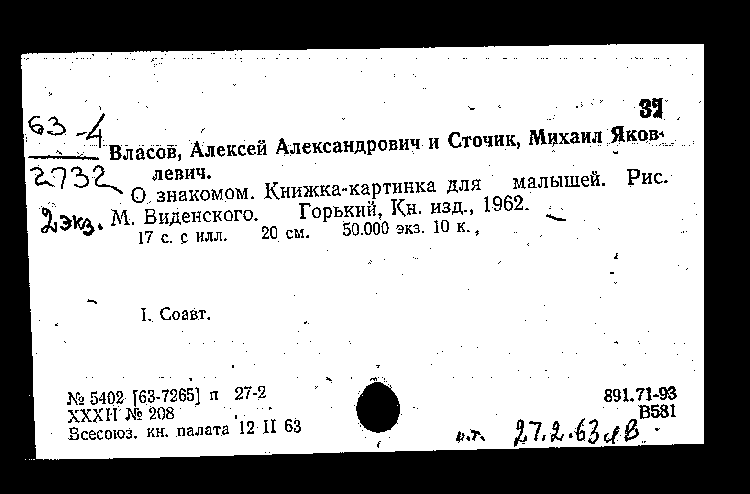 31
63-4
Власов, Алексей Александрович и Сточик, Михаил Яков-
левич.
2732
О знакомом. Книжка-картинка для малышей. Рис.
2 экз. М. Виденского. Горький, Кн. изд., 1962.
17 с. с илл. 20 см. 50.000 экз. 10 к.
I. Соавт.
№ 5402 [63-7265] п 27-2
891.71-93
XXXII № 208
В581
Всесоюз. кн. палата 12 II 63
н.т. 27.2.63